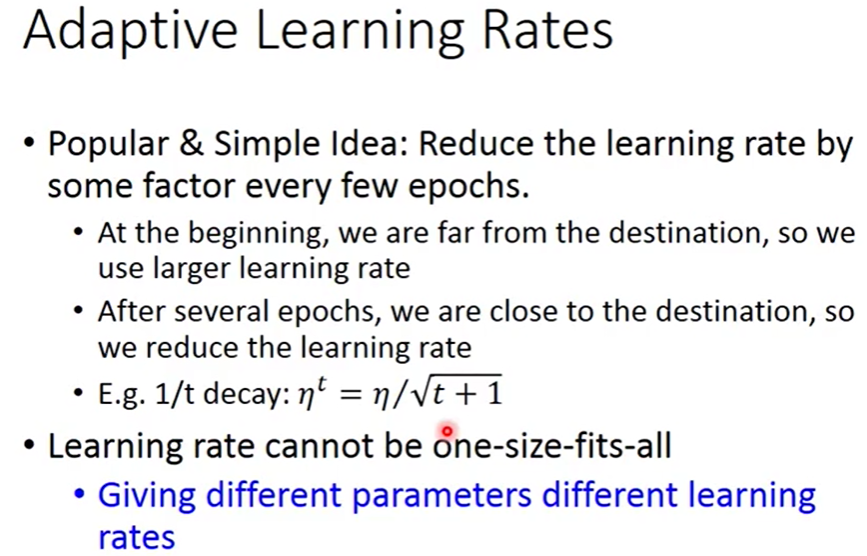 Adaptive Learning Rates
• Popular & Simple Idea: Reduce the learning rate by
some factor every few epochs.
• At the beginning, we are far from the destination, so we
use larger learning rate
• After several epochs, we are close to the destination, so
we reduce the learning rate
• E.g. 1/t decay: ηᵗ = η/√(t + 1)
• Learning rate cannot be one-size-fits-all
• Giving different parameters different learning
rates